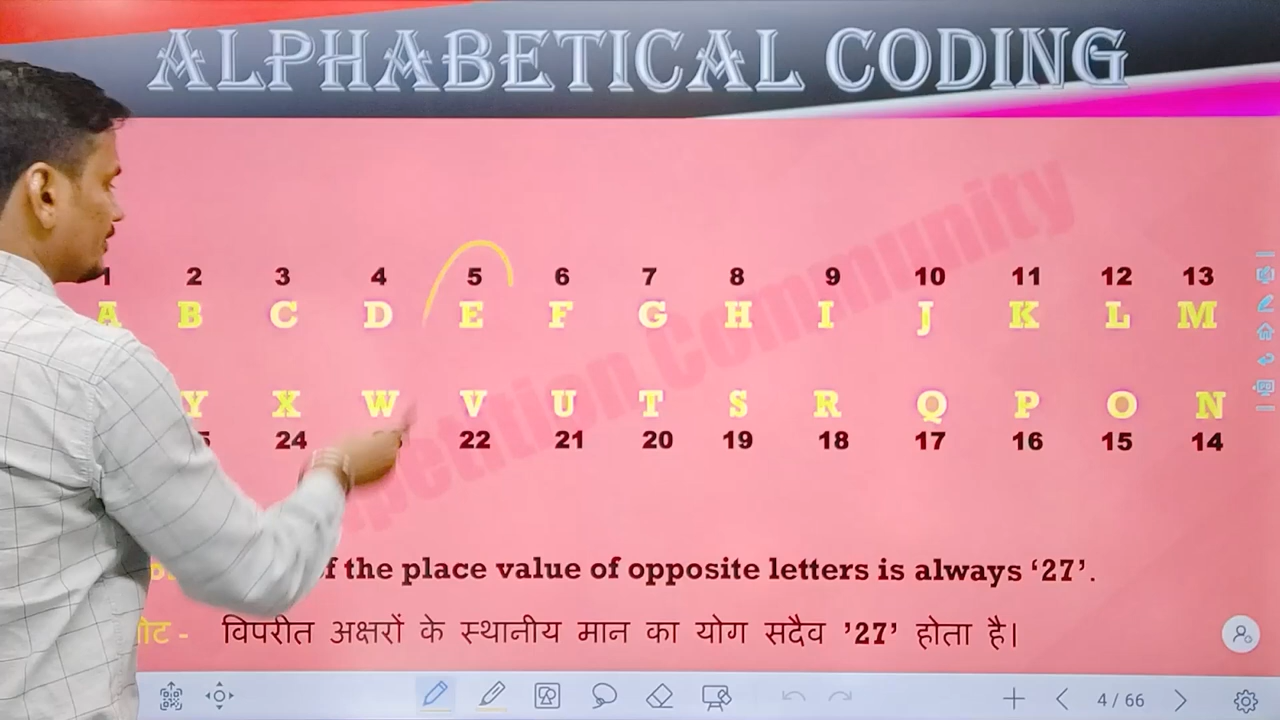 ALPHABETICAL CODING
1 2 3 4 5 6 7 8 9 10 11 12 13
A B C D E F G H I J K L M
Y X W V U T S R Q P O N
24 22 21 20 19 18 17 16 15 14
Community
of the place value of opposite letters is always ‘27’.
विपरीत अक्षरों के स्थानीय मान का योग सदैव ’27’ होता है।
4 / 66